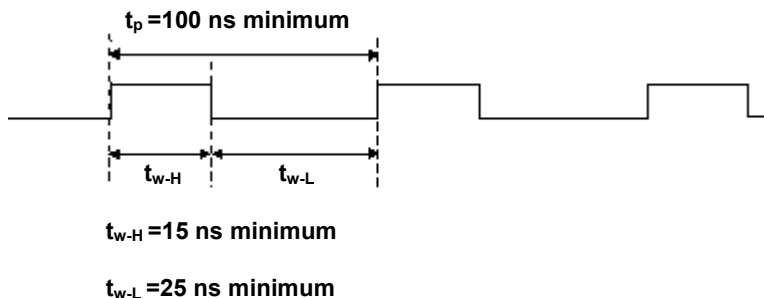 tp =100 ns minimum
tw-H tw-L
tw-H =15 ns minimum
tw-L =25 ns minimum